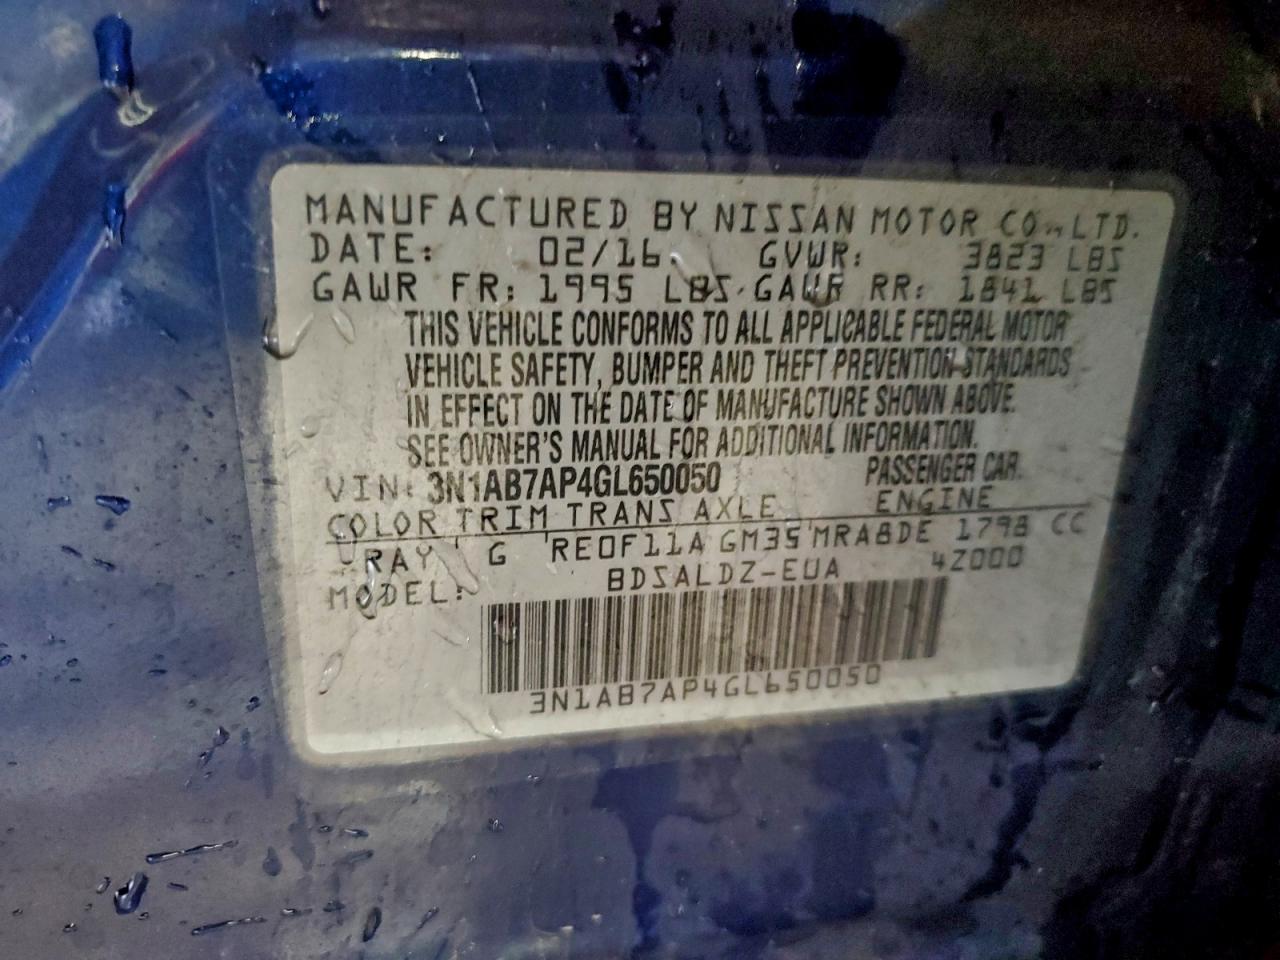 MANUFACTURED BY NISSAN MOTOR CO., LTD.
DATE: 02/16 GVWR: 3823 LBS
GAWR FR: 1995 LBS GAWR RR: 1841 LBS
THIS VEHICLE CONFORMS TO ALL APPLICABLE FEDERAL MOTOR
VEHICLE SAFETY, BUMPER AND THEFT PREVENTION STANDARDS
IN EFFECT ON THE DATE OF MANUFACTURE SHOWN ABOVE.
SEE OWNER'S MANUAL FOR ADDITIONAL INFORMATION.
VIN: 3N1AB7AP4GL650050 PASSENGER CAR.
COLOR TRIM TRANS AXLE ENGINE
RAY G RE0F11A GM35 MRA8DE 1798 CC
MODEL: BDSALDZ-EUA 4Z000
3N1AB7AP4GL650050